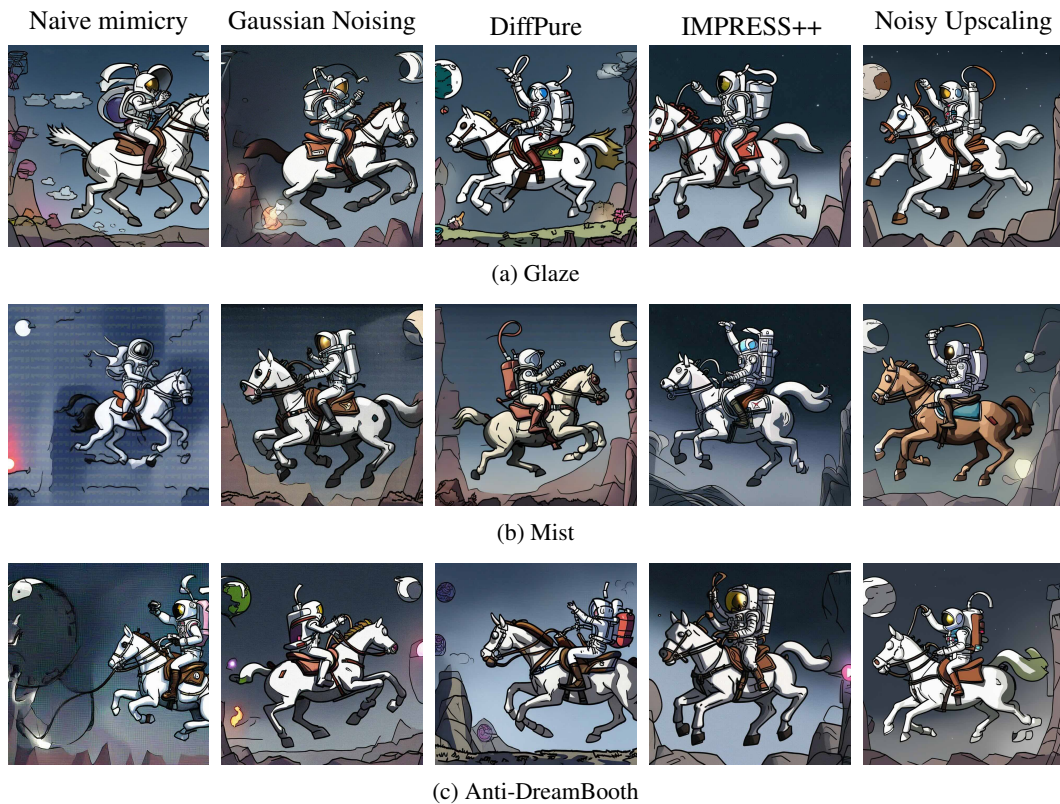 Naive mimicry Gaussian Noising DiffPure IMPRESS++ Noisy Upscaling
(a) Glaze
(b) Mist
(c) Anti-DreamBooth